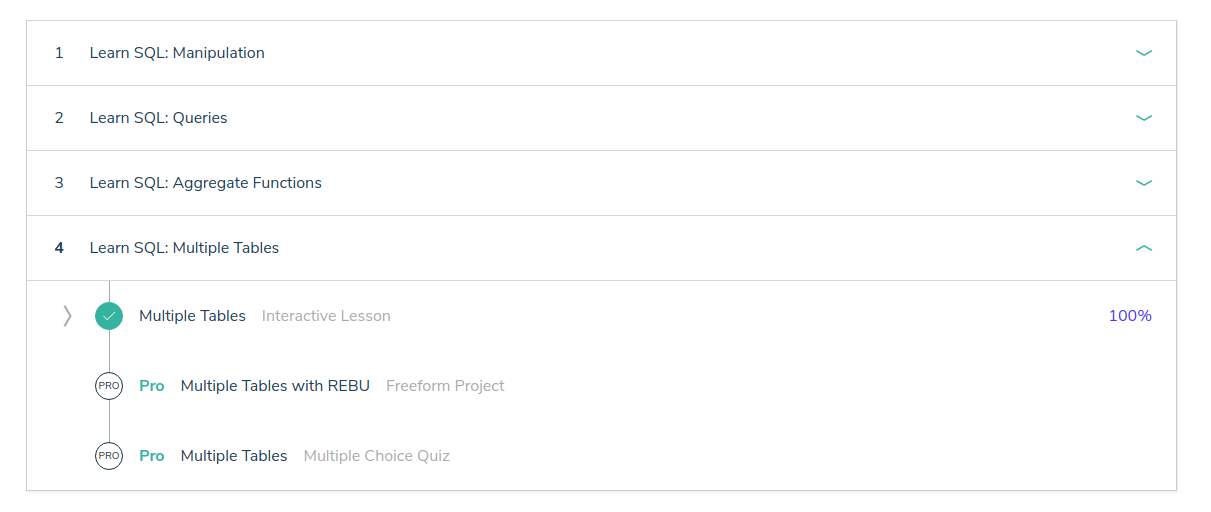 1 Learn SQL: Manipulation
2 Learn SQL: Queries
3 Learn SQL: Aggregate Functions
4 Learn SQL: Multiple Tables
Multiple Tables Interactive Lesson 100%
PRO Pro Multiple Tables with REBU Freeform Project
PRO Pro Multiple Tables Multiple Choice Quiz